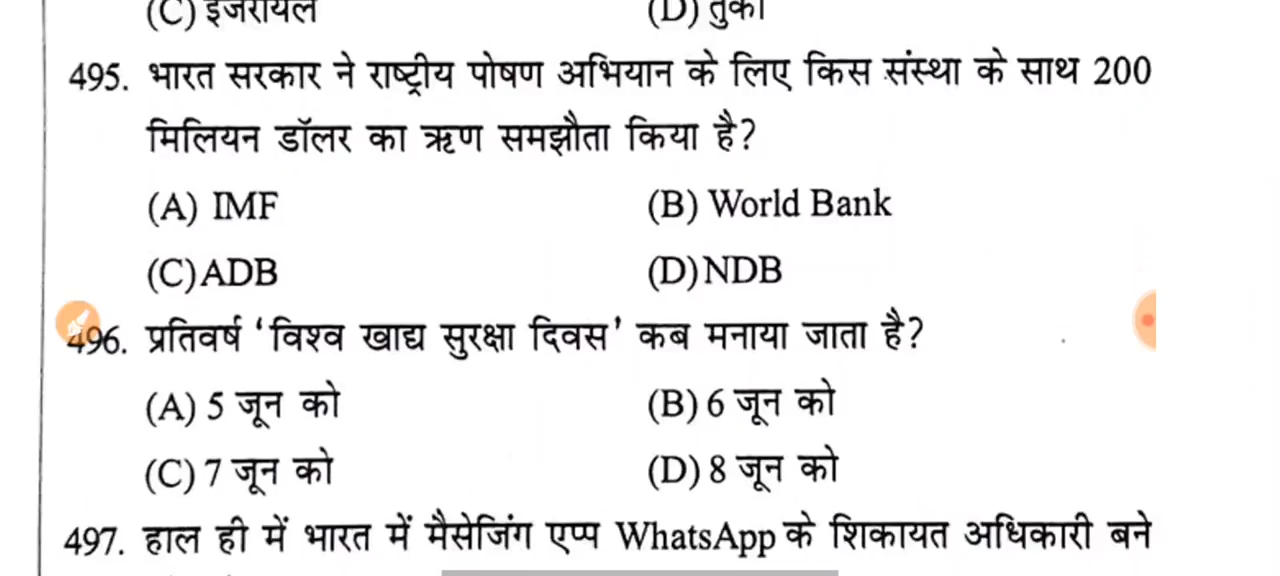 (C) इजरायल (D) तुर्की
495. भारत सरकार ने राष्ट्रीय पोषण अभियान के लिए किस संस्था के साथ 200
मिलियन डॉलर का ऋण समझौता किया है?
(A) IMF (B) World Bank
(C) ADB (D) NDB
496. प्रतिवर्ष ‘विश्व खाद्य सुरक्षा दिवस’ कब मनाया जाता है?
(A) 5 जून को (B) 6 जून को
(C) 7 जून को (D) 8 जून को
497. हाल ही में भारत में मैसेजिंग एप्प WhatsApp के शिकायत अधिकारी बने